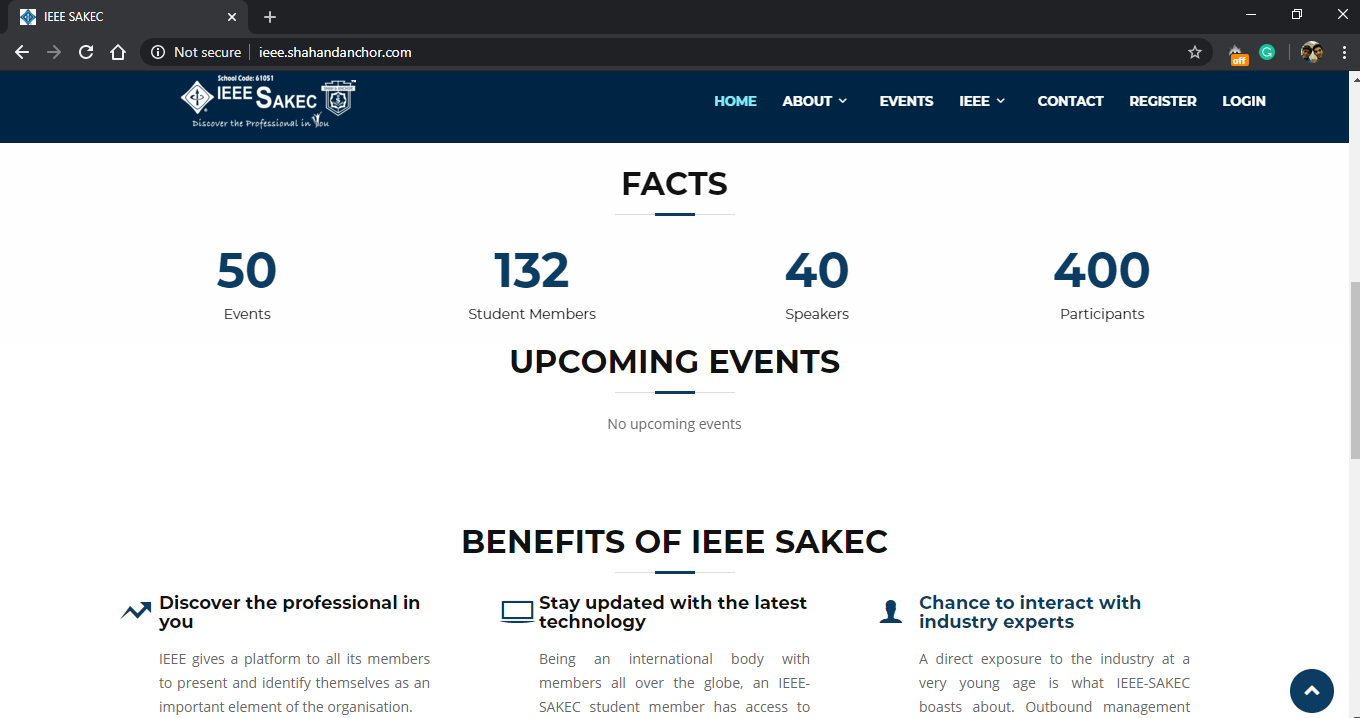 IEEE SAKEC
Not secure
ieee.shahandanchor.com
off
School Code: 61051
IEEE SAKEC
Discover the Professional in You
HOME ABOUT EVENTS IEEE CONTACT REGISTER LOGIN
FACTS
50 132 40 400
Events Student Members Speakers Participants
UPCOMING EVENTS
No upcoming events
BENEFITS OF IEEE SAKEC
Discover the professional in
you
IEEE gives a platform to all its members
to present and identify themselves as an
important element of the organisation.
Stay updated with the latest
technology
Being an international body with
members all over the globe, an IEEE-
SAKEC student member has access to
Chance to interact with
industry experts
A direct exposure to the industry at a
very young age is what IEEE-SAKEC
boasts about. Outbound management